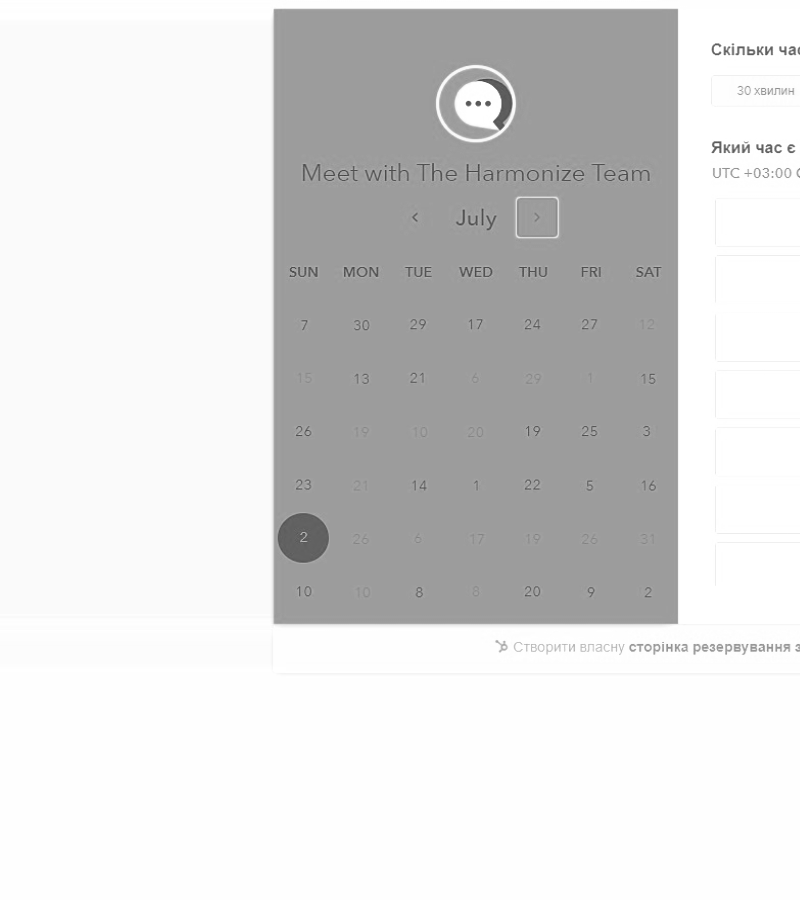 Meet with The Harmonize Team
July
SUN MON TUE WED THU FRI SAT
7 30 29 17 24 27 12
15 13 21 6 29 1 15
26 19 10 20 19 25 3
23 21 14 1 22 5 16
2 26 6 17 19 26 31
10 10 8 8 20 9 2
Скільки час
30 хвилин
Який час є
UTC +03:00
Створити власну сторінка резервування з